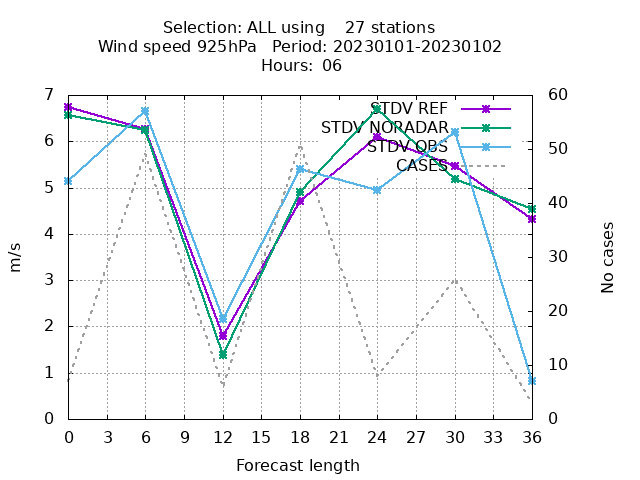 Selection: ALL using    27 stations
Wind speed 925hPa   Period: 20230101-20230102
Hours: 06
7
6
5
4
3
2
1
0
m/s
60
50
40
30
20
10
0
No cases
STDV REF
STDV NORADAR
STDV OBS
CASES
0 3 6 9 12 15 18 21 24 27 30 33 36
Forecast length